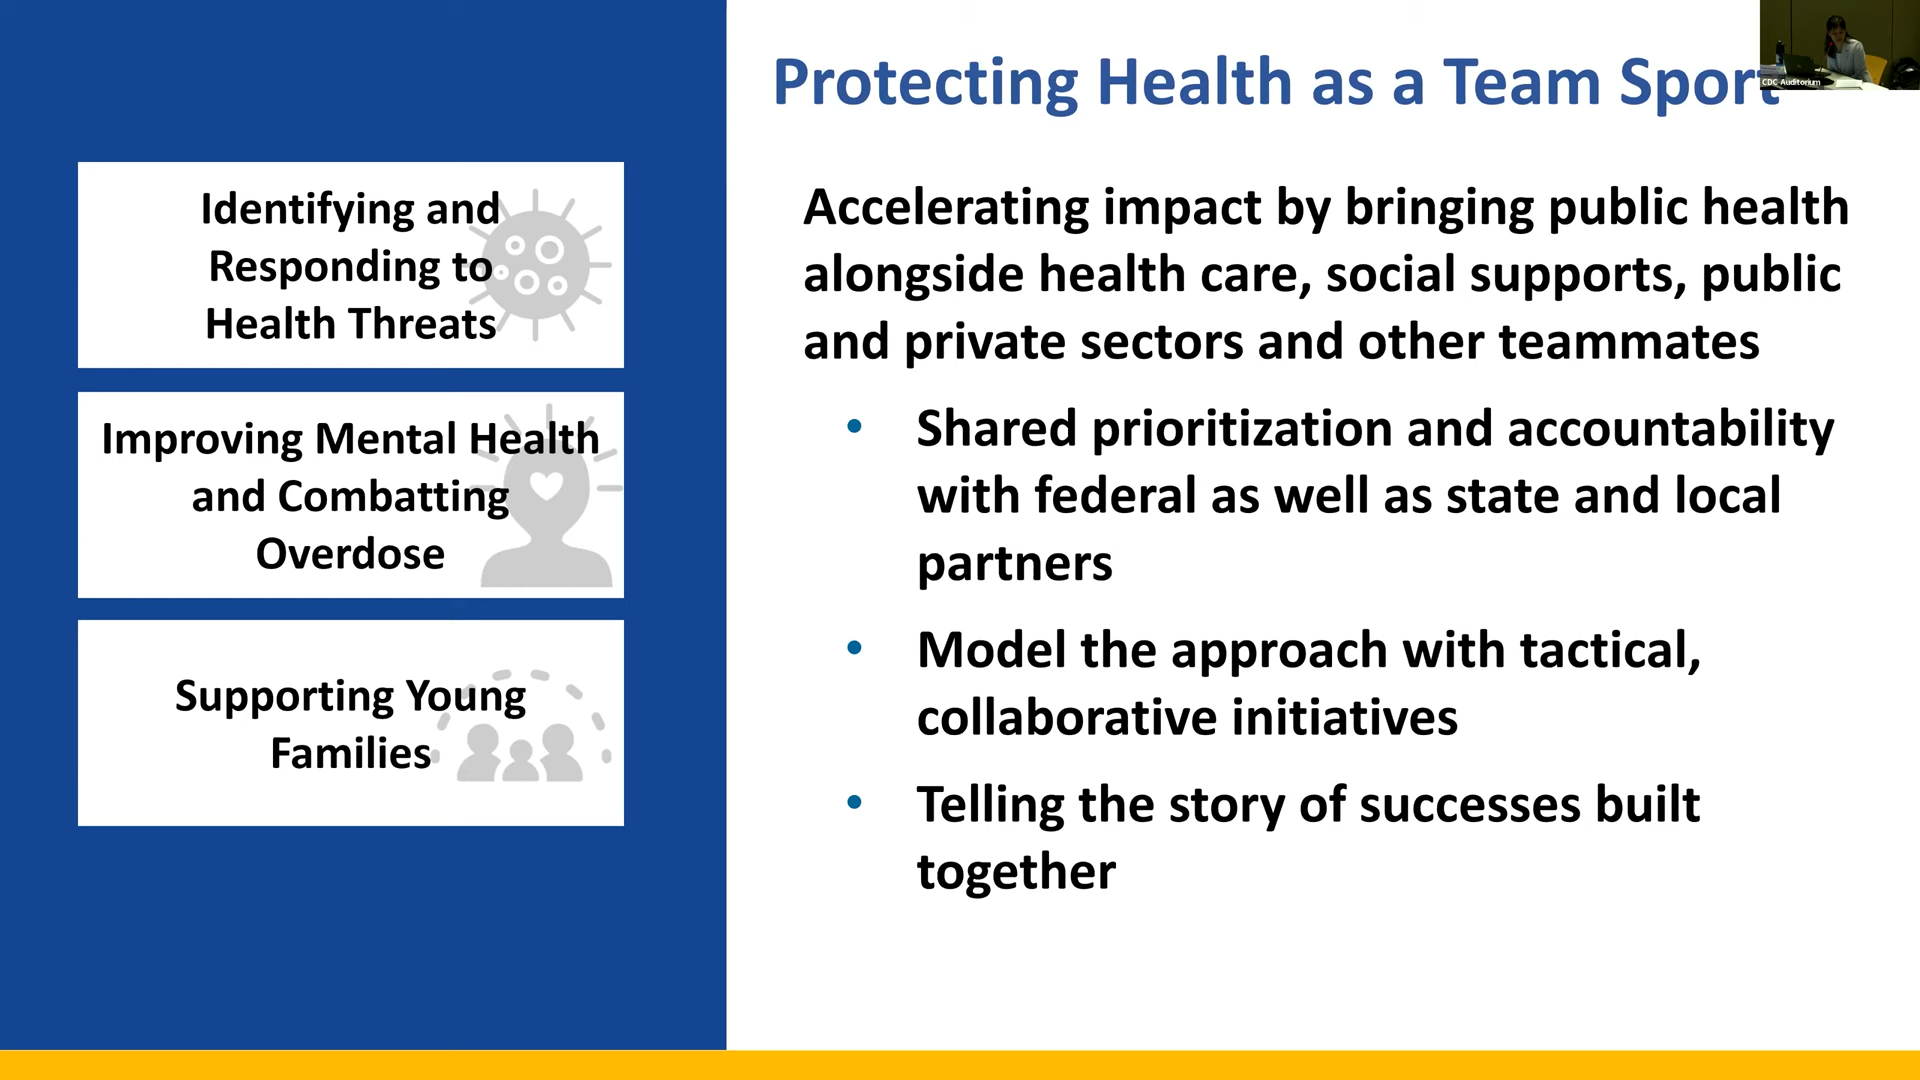 Protecting Health as a Team Sport
CDC Auditorium
Identifying and
Responding to
Health Threats
Improving Mental Health
and Combatting
Overdose
Supporting Young
Families
Accelerating impact by bringing public health
alongside health care, social supports, public
and private sectors and other teammates
• Shared prioritization and accountability
with federal as well as state and local
partners
• Model the approach with tactical,
collaborative initiatives
• Telling the story of successes built
together